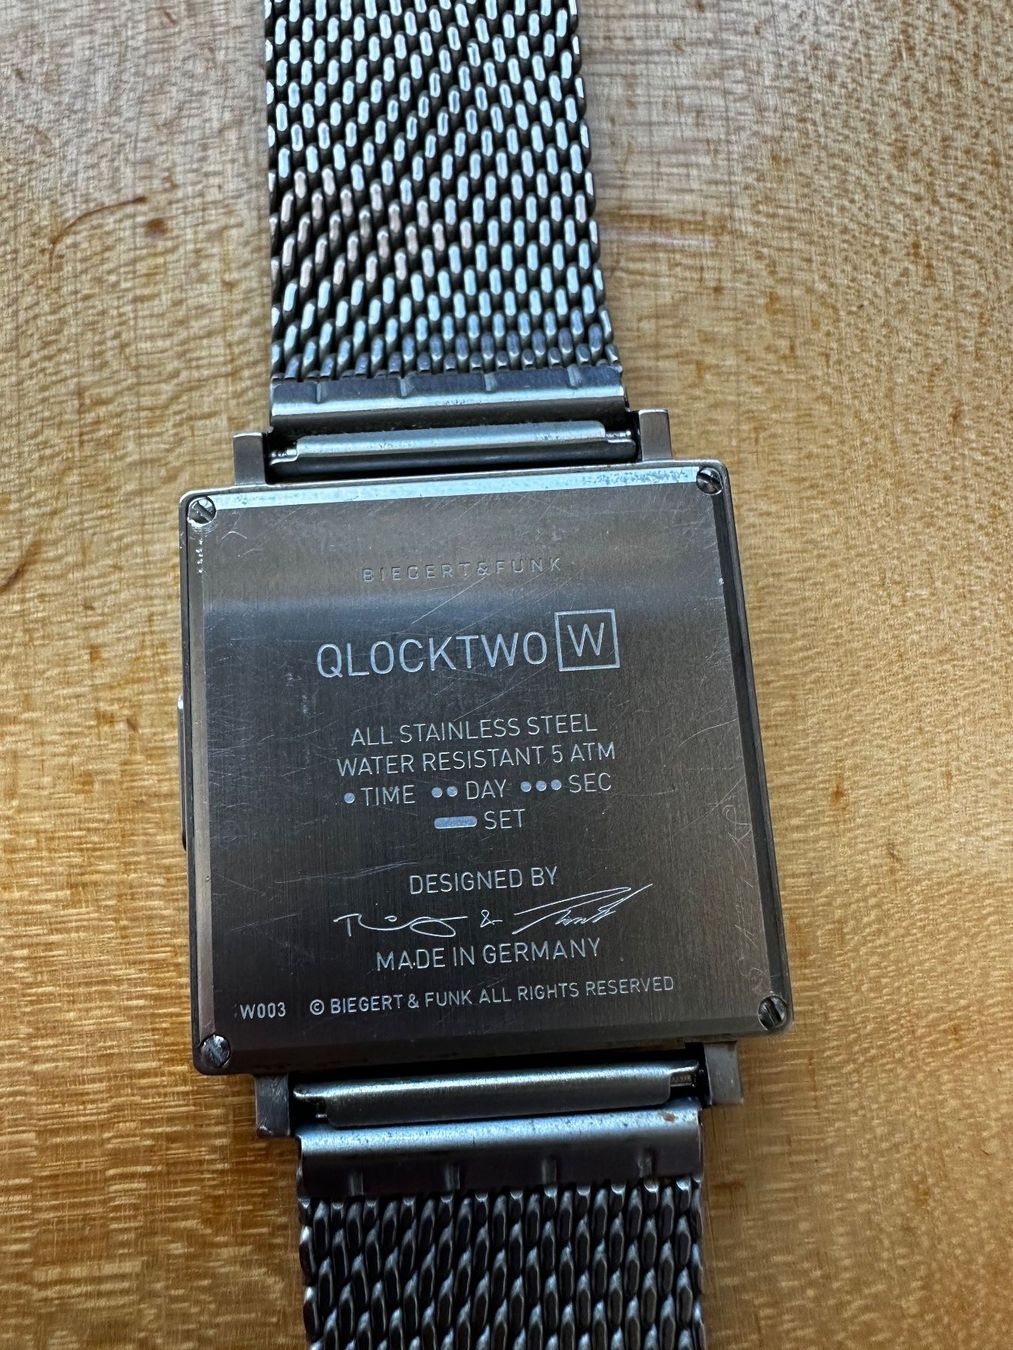 BIEGERT&FUNK
QLOCKTWO W
ALL STAINLESS STEEL
WATER RESISTANT 5 ATM
• TIME •• DAY ••• SEC
▬ SET
DESIGNED BY
&
MADE IN GERMANY
W003 © BIEGERT & FUNK ALL RIGHTS RESERVED